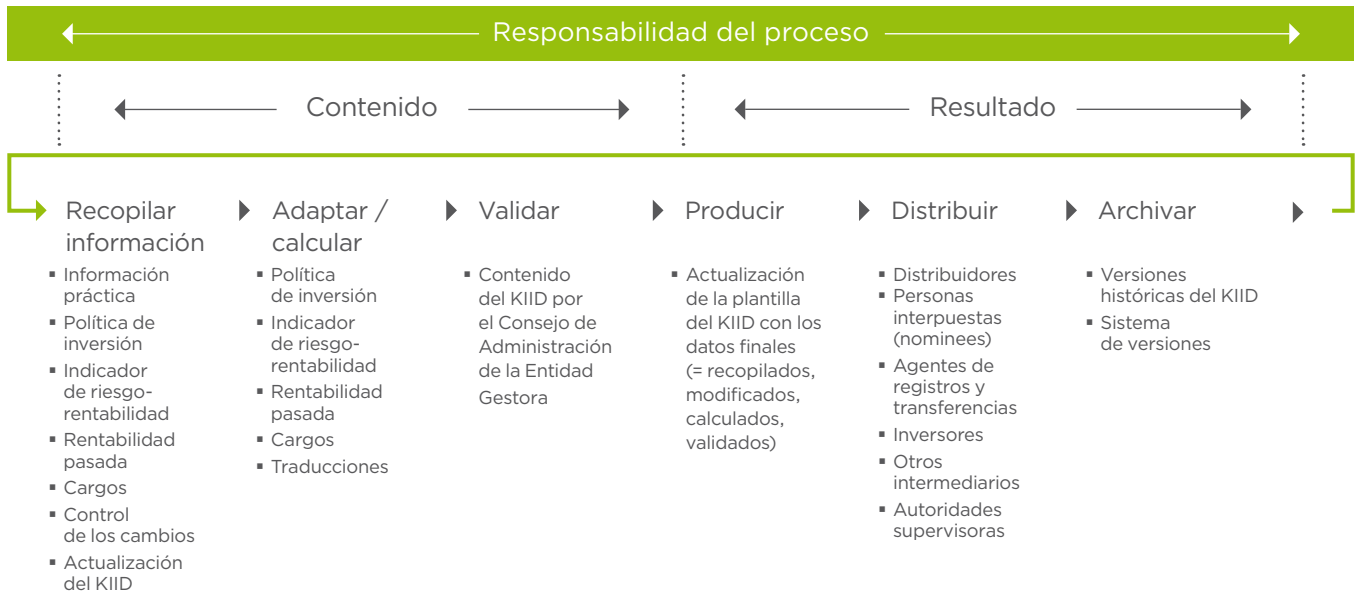 Responsabilidad del proceso
Contenido
Resultado
Recopilar
información
▪ Información
práctica
▪ Política de
inversión
▪ Indicador
de riesgo-
rentabilidad
▪ Rentabilidad
pasada
▪ Cargos
▪ Control
de los cambios
▪ Actualización
del KIID
Adaptar /
calcular
▪ Política
de inversión
▪ Indicador
de riesgo-
rentabilidad
▪ Rentabilidad
pasada
▪ Cargos
▪ Traducciones
Validar
▪ Contenido
del KIID por
el Consejo de
Administración
de la Entidad
Gestora
Producir
▪ Actualización
de la plantilla
del KIID con los
datos finales
(= recopilados,
modificados,
calculados,
validados)
Distribuir
▪ Distribuidores
▪ Personas
interpuestas
(nominees)
▪ Agentes de
registros y
transferencias
▪ Inversores
▪ Otros
intermediarios
▪ Autoridades
supervisoras
Archivar
▪ Versiones
históricas del KIID
▪ Sistema
de versiones